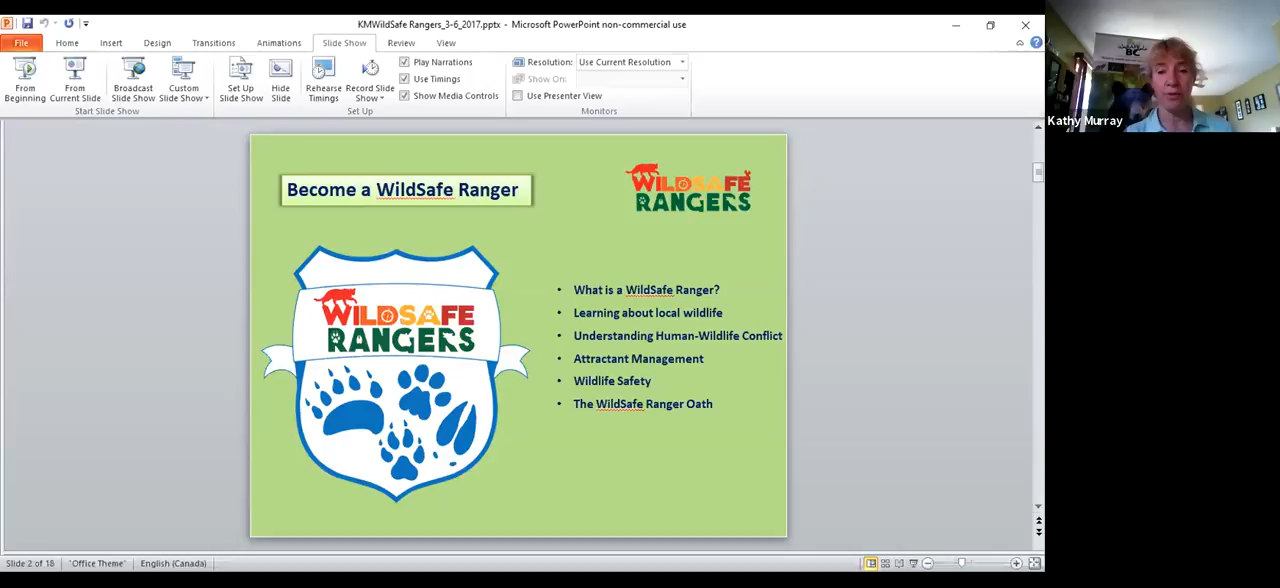 KMWildSafe Rangers_3-6_2017.pptx - Microsoft PowerPoint non-commercial use
File Home Insert Design Transitions Animations Slide Show Review View
From Beginning
From Current Slide
Broadcast Slide Show
Custom Slide Show
Start Slide Show
Set Up Slide Show
Hide Slide
Rehearse Timings
Record Slide Show
Play Narrations
Use Timings
Show Media Controls
Set Up
Resolution: Use Current Resolution
Show On:
Use Presenter View
Monitors
BC
Kathy Murray
Become a WildSafe Ranger
WILDSAFE
RANGERS
WILDSAFE
RANGERS
• What is a WildSafe Ranger?
• Learning about local wildlife
• Understanding Human-Wildlife Conflict
• Attractant Management
• Wildlife Safety
• The WildSafe Ranger Oath
Slide 2 of 18 "Office Theme" English (Canada)